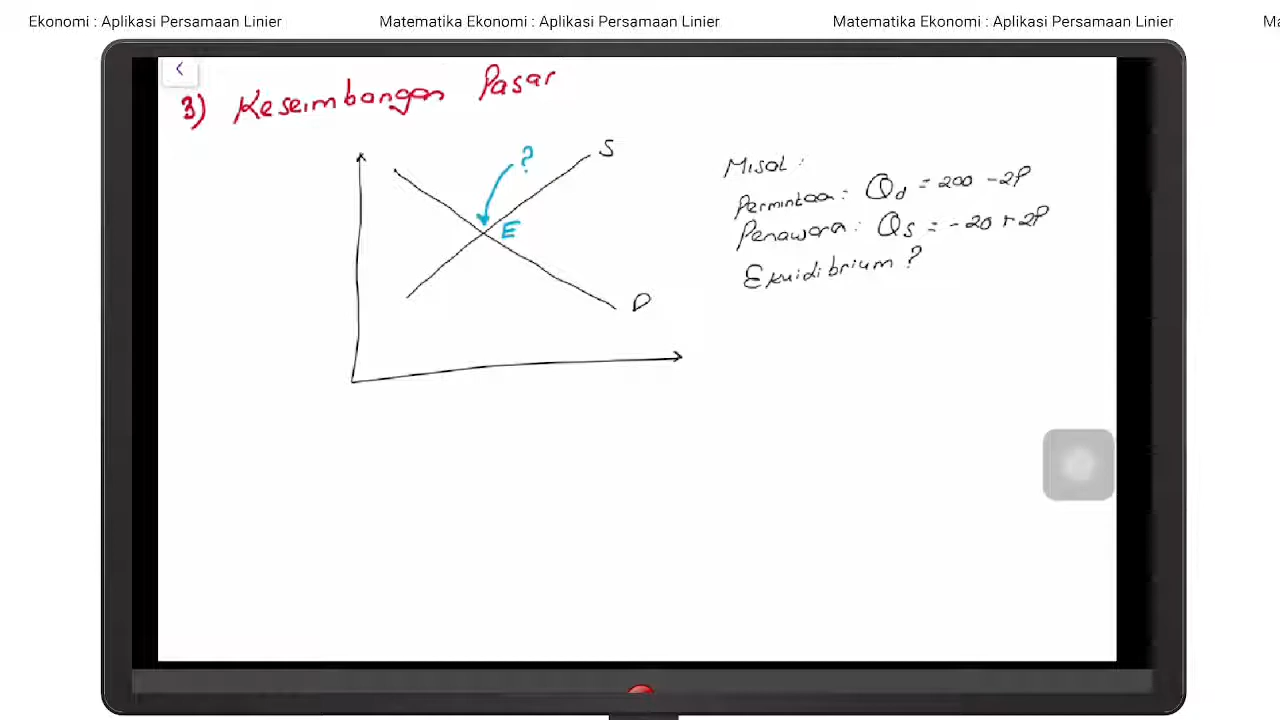 Ekonomi : Aplikasi Persamaan Linier Matematika Ekonomi : Aplikasi Persamaan Linier Matematika Ekonomi : Aplikasi Persamaan Linier Ma
3) Keseimbangan Pasar
?
S
E
D
Misal :
Permintaan : Qd = 200 - 2P
Penawaran : Qs = -20 + 2P
Ekuidibrium ?